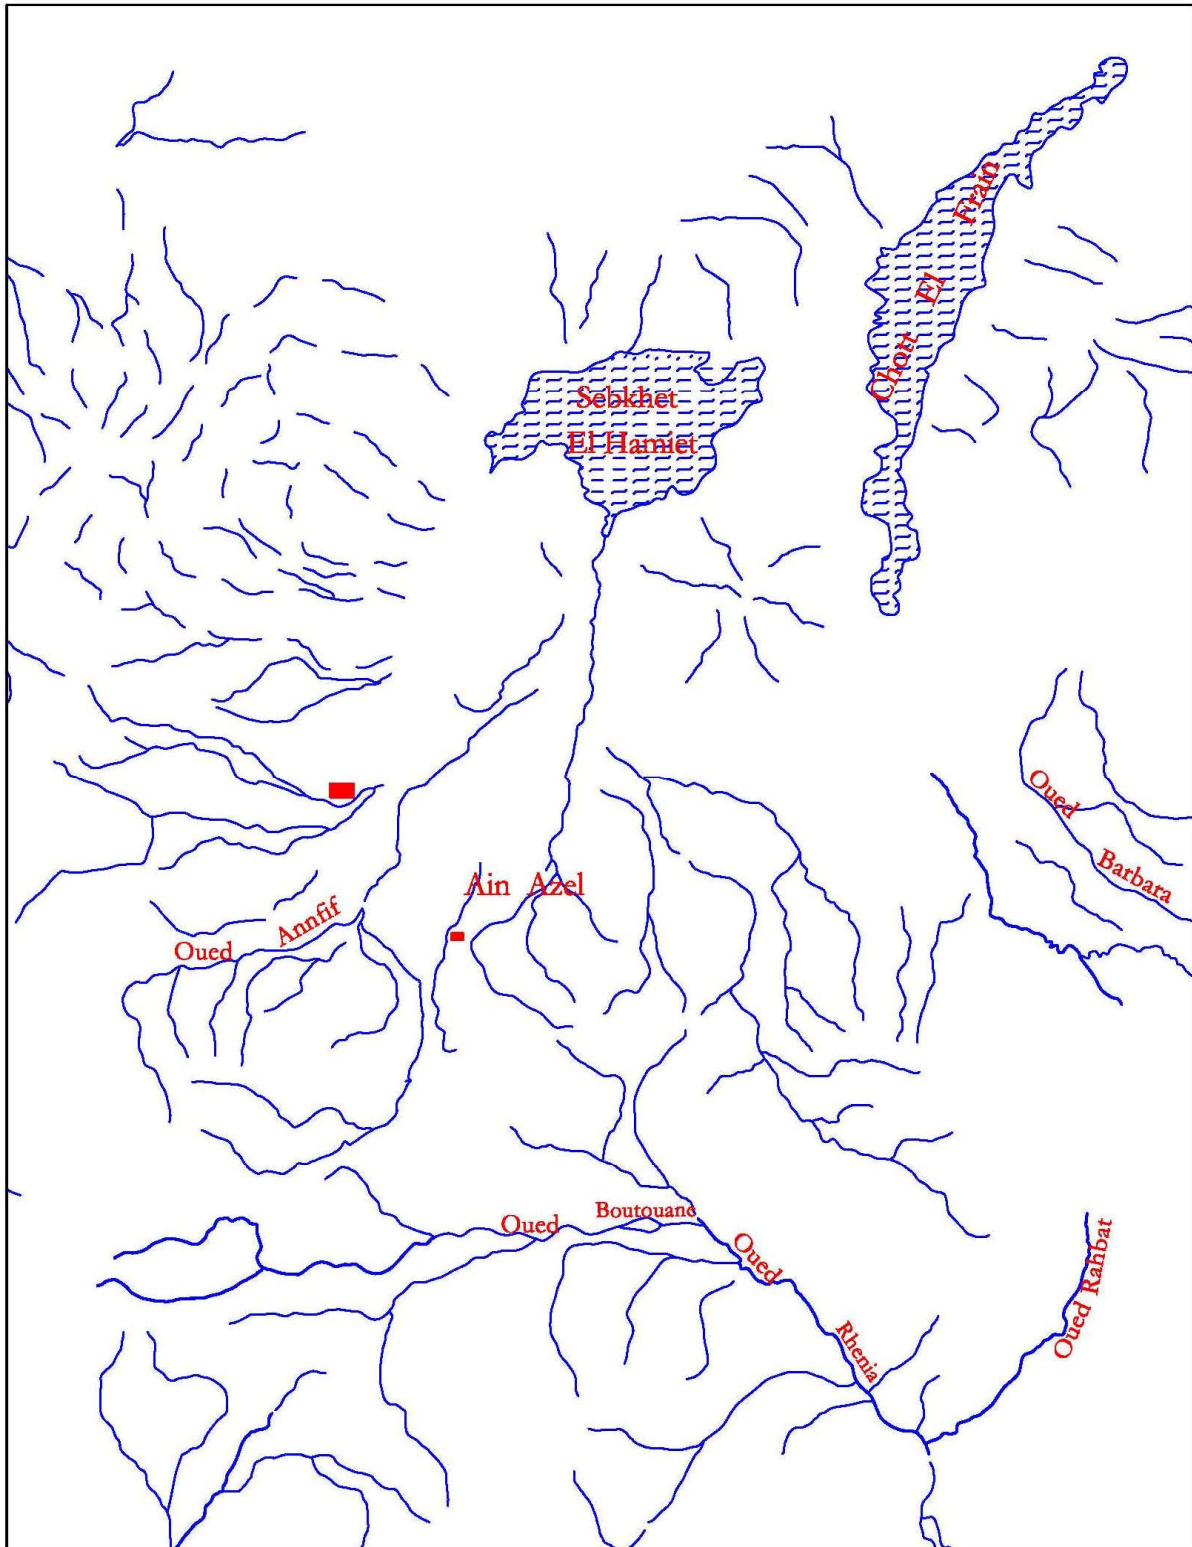 Chott El Frain
Sebkhet
El Hamiet
Oued Barbara
Ain Azel
Oued Annfif
Oued Boutouane
Oued Rhenia
Oued Rahbat